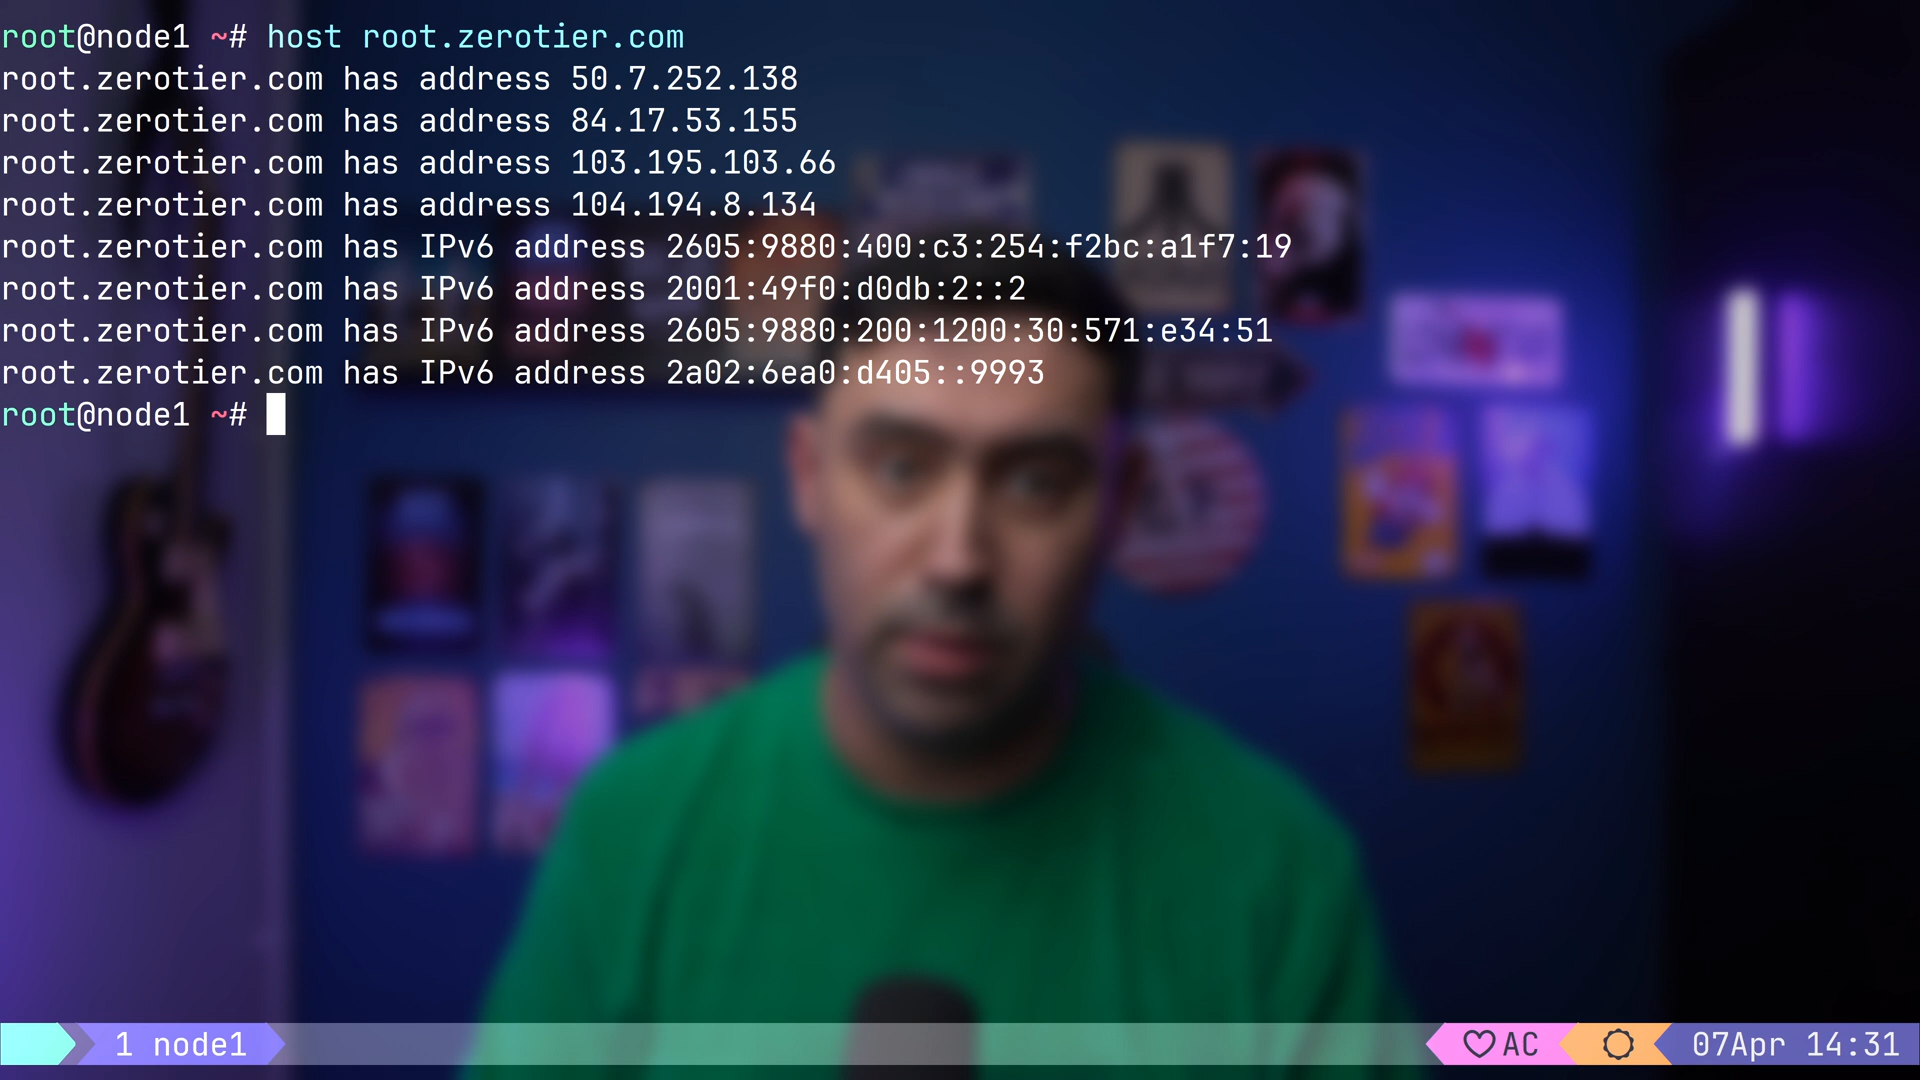 root@node1 ~# host root.zerotier.com
root.zerotier.com has address 50.7.252.138
root.zerotier.com has address 84.17.53.155
root.zerotier.com has address 103.195.103.66
root.zerotier.com has address 104.194.8.134
root.zerotier.com has IPv6 address 2605:9880:400:c3:254:f2bc:a1f7:19
root.zerotier.com has IPv6 address 2001:49f0:d0db:2::2
root.zerotier.com has IPv6 address 2605:9880:200:1200:30:571:e34:51
root.zerotier.com has IPv6 address 2a02:6ea0:d405::9993
root@node1 ~#
1 node1
AC
07Apr 14:31